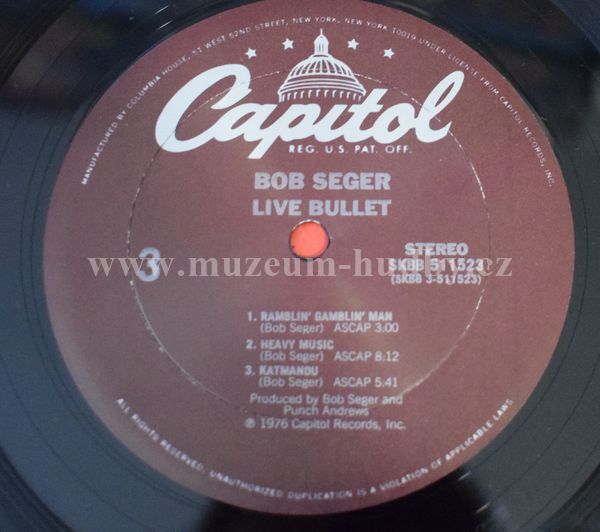 MANUFACTURED BY COLUMBIA HOUSE, 51 WEST 52ND STREET, NEW YORK, NEW YORK 10019 UNDER LICENSE FROM CAPITOL RECORDS, INC.
Capitol
REG. U.S. PAT. OFF.
BOB SEGER
LIVE BULLET
3
STEREO
SKBB 511523
(SKBB 3-511523)
www.muzeum-hudby.cz
1. RAMBLIN' GAMBLIN' MAN
(Bob Seger) ASCAP 3:00
2. HEAVY MUSIC
(Bob Seger) ASCAP 8:12
3. KATMANDU
(Bob Seger) ASCAP 5:41
Produced by Bob Seger and
Punch Andrews
℗ 1976 Capitol Records, Inc.
ALL RIGHTS RESERVED. UNAUTHORIZED DUPLICATION IS A VIOLATION OF APPLICABLE LAWS